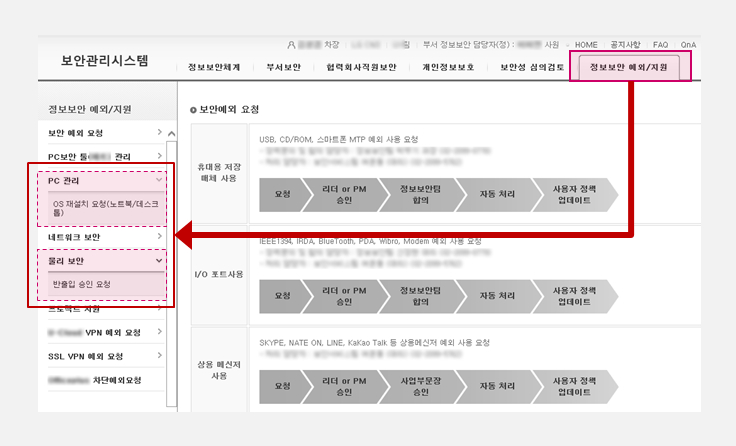 차장
팀
부서 정보보안 담당자(정) :
사원
HOME
공지사항
FAQ
QnA
보안관리시스템
정보보안체계
부서보안
협력회사직원보안
개인정보보호
보안성 심의검토
정보보안 예외/지원
정보보안 예외/지원
보안 예외 요청
PC보안 툴 관리
PC 관리
OS 재설치 요청(노트북/데스크
톱)
네트워크 보안
물리 보안
반출입 승인 요청
프로젝트 지원
VPN 예외 요청
SSL VPN 예외 요청
차단예외요청
보안예외 요청
휴대용 저장
매체 사용
USB, CD/ROM, 스마트폰 MTP 예외 사용 요청
요청
리더 or PM
승인
정보보안팀
합의
자동 처리
사용자 정책
업데이트
I/O 포트사용
IEEE1394, IRDA, BlueTooth, PDA, Wibro, Modem 예외 사용 요청
요청
리더 or PM
승인
정보보안팀
합의
자동 처리
사용자 정책
업데이트
상용 메신저
사용
SKYPE, NATE ON, LINE, KaKao Talk 등 상용메신저 예외 사용 요청
요청
리더 or PM
승인
사업부문장
승인
자동 처리
사용자 정책
업데이트